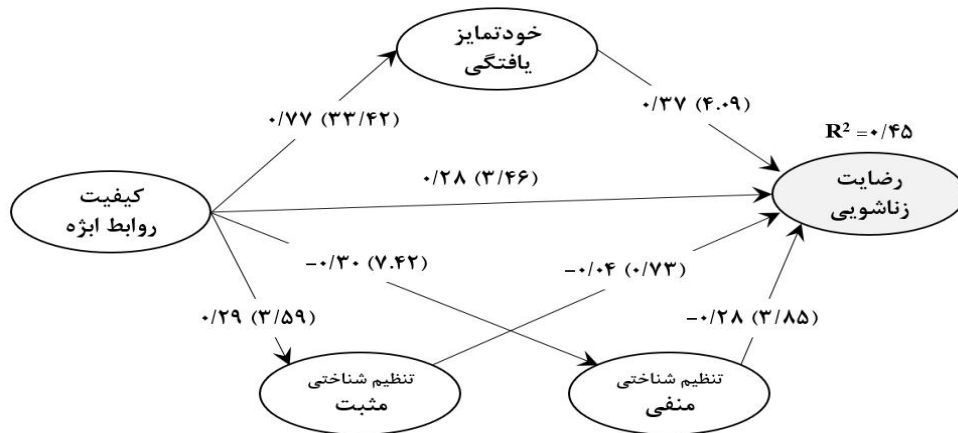 خودتمایز
یافتگی
۰/۷۷ (۳۳/۴۲)
۰/۳۷ (۴.۰۹)
R² =۰/۴۵
۰/۲۸ (۳/۴۶)
کیفیت
روابط ابژه
رضایت
زناشویی
−۰/۳۰ (۷.۴۲)
−۰/۰۴ (۰/۷۳)
۰/۲۹ (۳/۵۹)
−۰/۲۸ (۳/۸۵)
تنظیم شناختی
مثبت
تنظیم شناختی
منفی